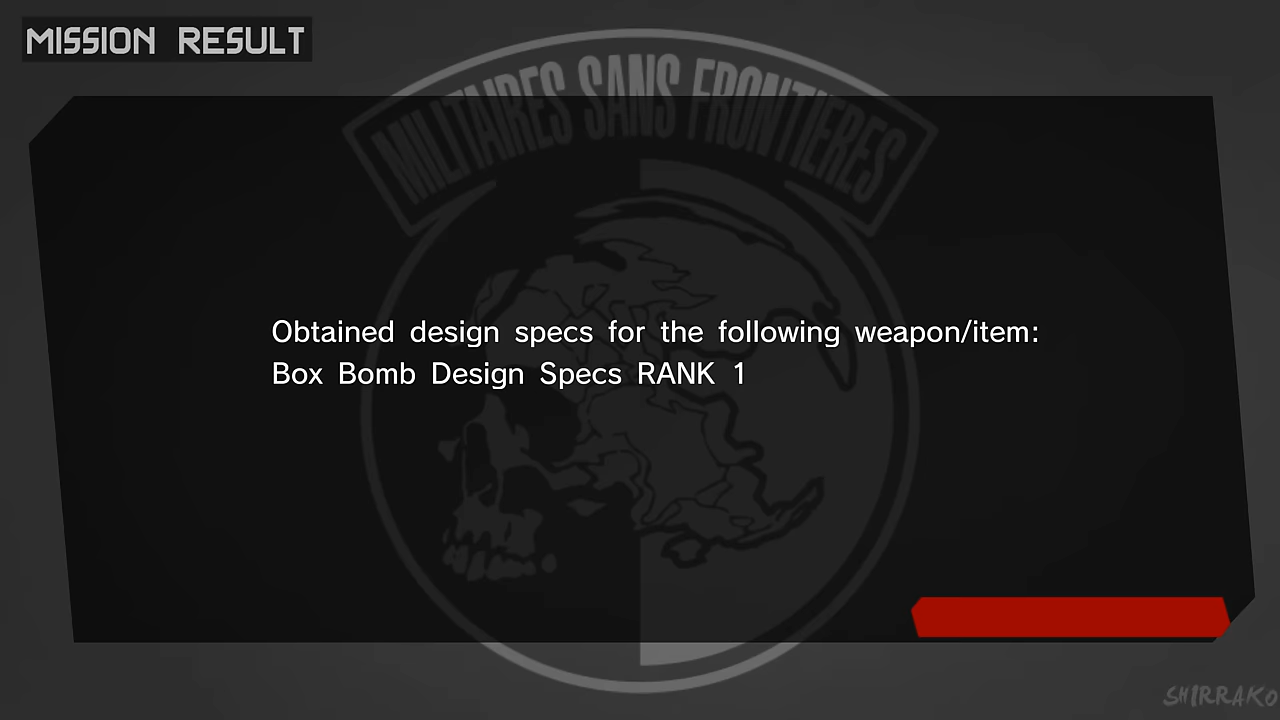 MISSION RESULT
MILITAIRES SANS FRONTIERES
Obtained design specs for the following weapon/item:
Box Bomb Design Specs RANK 1
SHIRRAKO